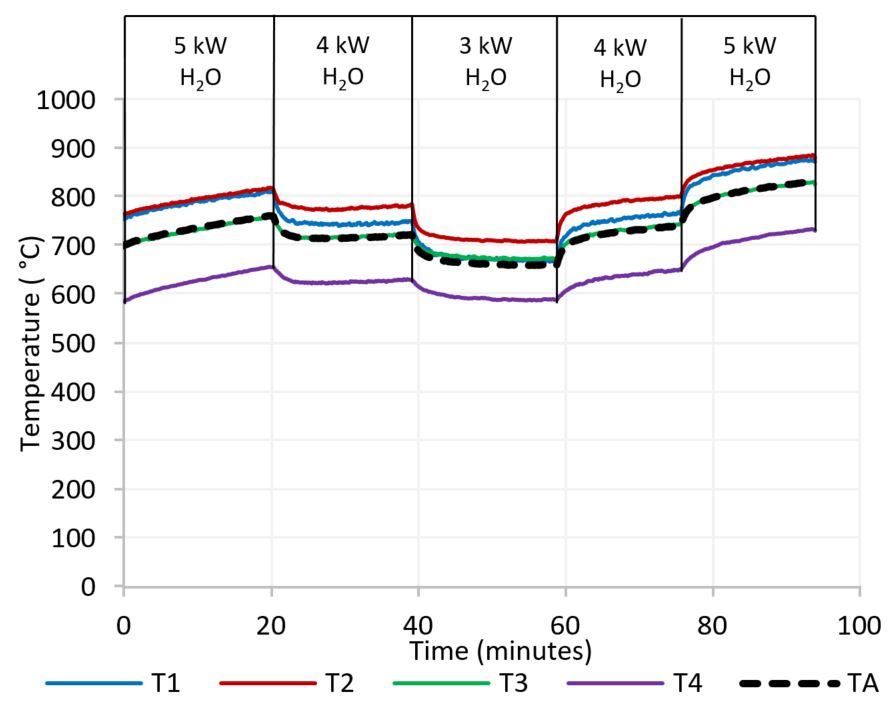 5 kW
H₂O
4 kW
H₂O
3 kW
H₂O
4 kW
H₂O
5 kW
H₂O
1000
900
800
700
600
500
400
300
200
100
0
Temperature ( °C)
0 20 40 60 80 100
Time (minutes)
T1 T2 T3 T4 TA